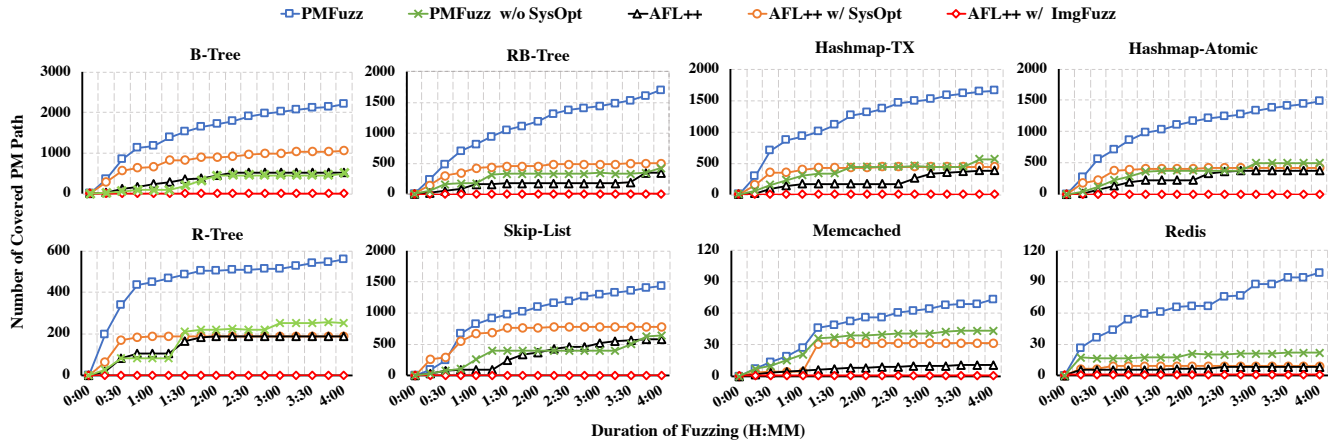 PMFuzz PMFuzz w/o SysOpt AFL++ AFL++ w/ SysOpt AFL++ w/ ImgFuzz
B-Tree RB-Tree Hashmap-TX Hashmap-Atomic
3000 2000 2000 2000
1500 1500 1500
2000
1000 1000 1000
1000
500 500 500
0 0 0 0
R-Tree Skip-List Memcached Redis
600 2000 120 120
1500 90 90
400
1000 60 60
200
500 30 30
0 0 0 0
0:00 0:30 1:00 1:30 2:00 2:30 3:00 3:30 4:00 0:00 0:30 1:00 1:30 2:00 2:30 3:00 3:30 4:00 0:00 0:30 1:00 1:30 2:00 2:30 3:00 3:30 4:00 0:00 0:30 1:00 1:30 2:00 2:30 3:00 3:30 4:00
Number of Covered PM Path
Duration of Fuzzing (H:MM)